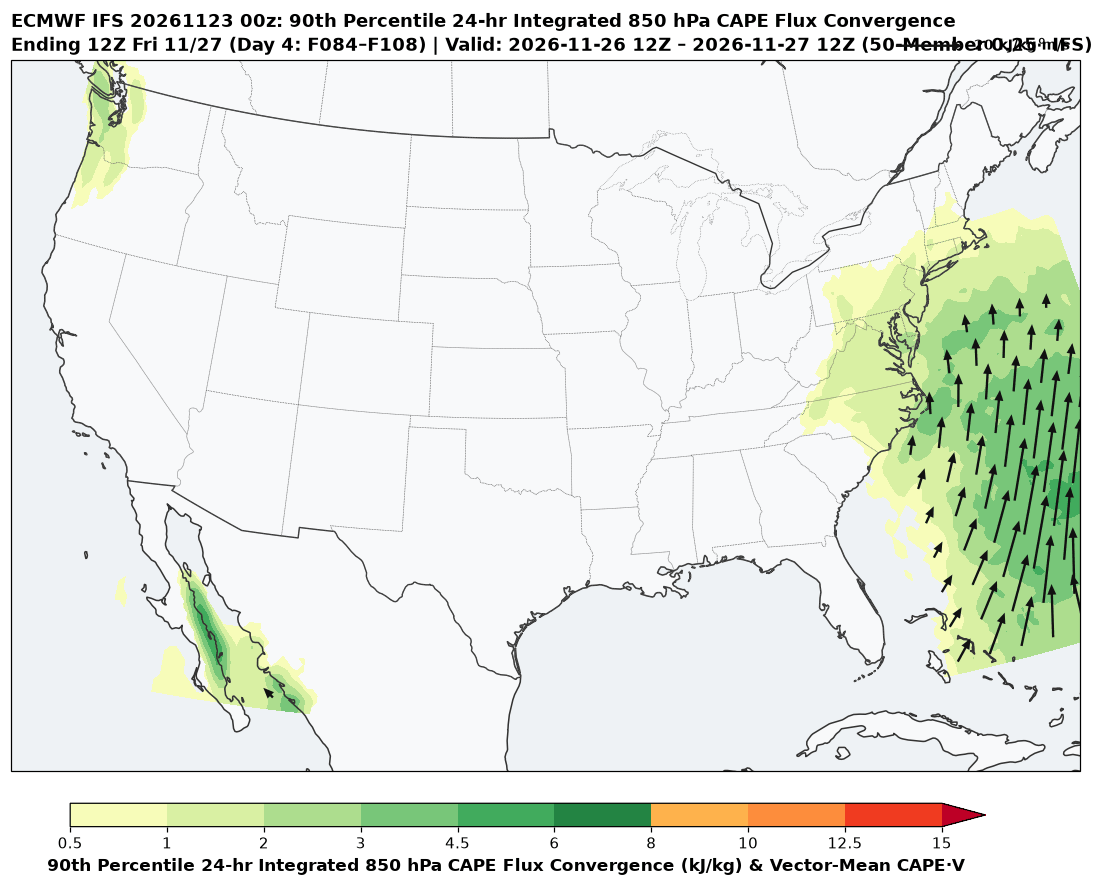 ECMWF IFS 20261123 00z: 90th Percentile 24-hr Integrated 850 hPa CAPE Flux Convergence
Ending 12Z Fri 11/27 (Day 4: F084–F108) | Valid: 2026-11-26 12Z – 2026-11-27 12Z (50-Member 0.25° IFS)
0.5 1 2 3 4.5 6 8 10 12.5 15
90th Percentile 24-hr Integrated 850 hPa CAPE Flux Convergence (kJ/kg) & Vector-Mean CAPE·V